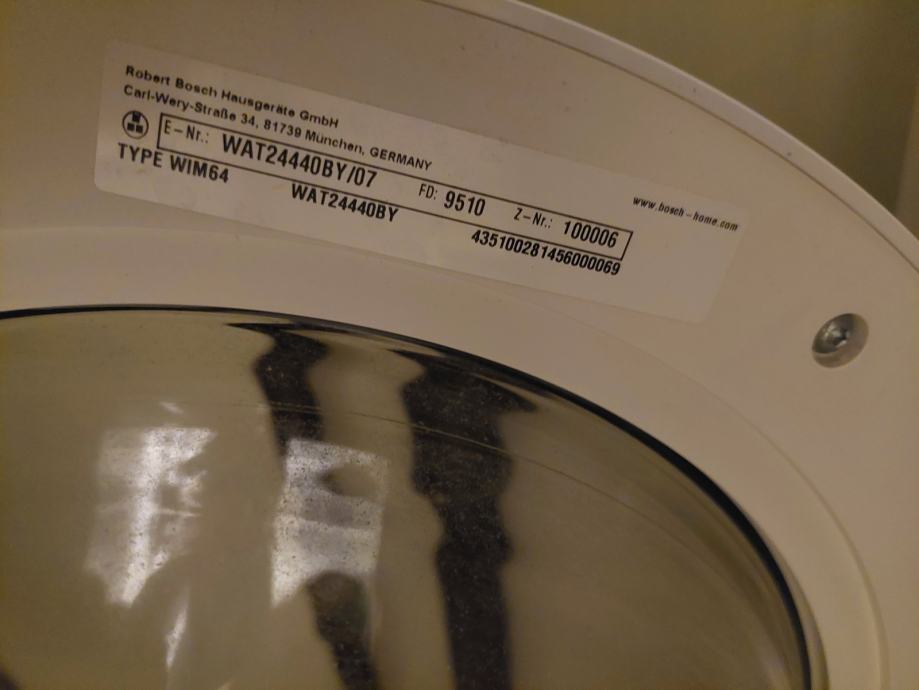 Robert Bosch Hausgeräte GmbH
Carl-Wery-Straße 34, 81739 München, GERMANY
www.bosch-home.com
E-Nr.: WAT24440BY/07 FD: 9510 Z-Nr.: 100006
TYPE WIM64 WAT24440BY 435100281456000069